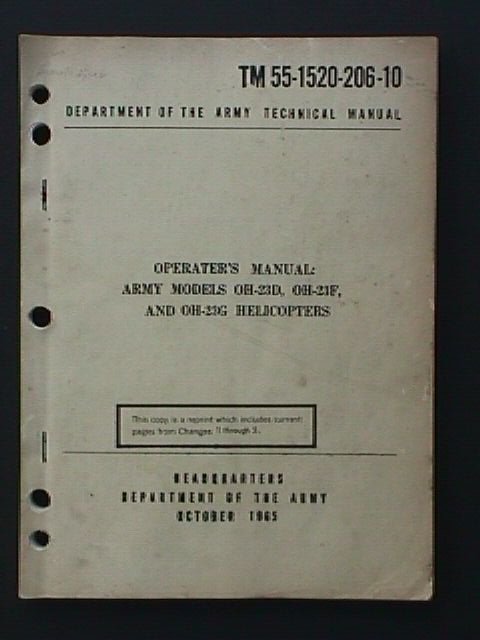 TM 55-1520-206-10
DEPARTMENT OF THE ARMY TECHNICAL MANUAL
OPERATER'S MANUAL:
ARMY MODELS OH-23D, OH-23F,
AND OH-23G HELICOPTERS
This copy is a reprint which includes current
pages from Changes through
HEADQUARTERS
DEPARTMENT OF THE ARMY
OCTOBER 1965